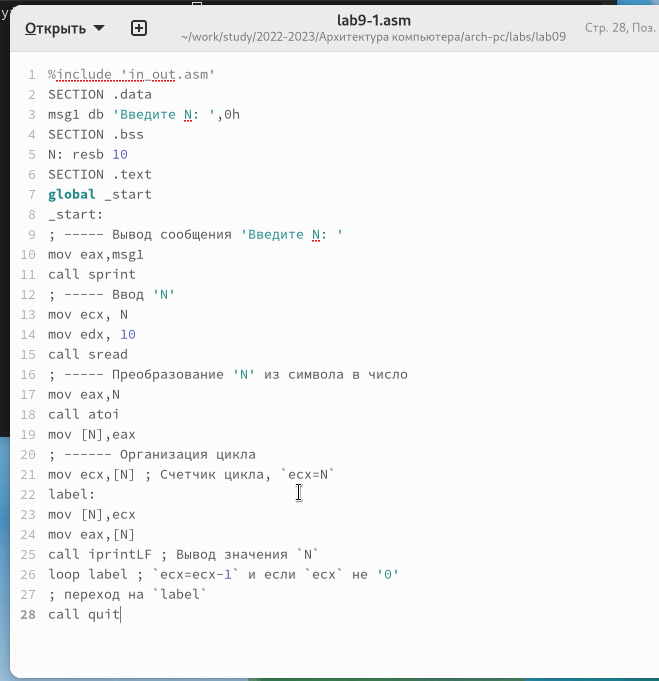 lab9-1.asm
Открыть
~/work/study/2022-2023/Архитектура компьютера/arch-pc/labs/lab09
Стр. 28, Поз.
1 %include 'in_out.asm'
2 SECTION .data
3 msg1 db 'Введите N: ',0h
4 SECTION .bss
5 N: resb 10
6 SECTION .text
7 global _start
8 _start:
9 ; ----- Вывод сообщения 'Введите N: '
10 mov eax,msg1
11 call sprint
12 ; ----- Ввод 'N'
13 mov ecx, N
14 mov edx, 10
15 call sread
16 ; ----- Преобразование 'N' из символа в число
17 mov eax,N
18 call atoi
19 mov [N],eax
20 ; ------ Организация цикла
21 mov ecx,[N] ; Счетчик цикла, `ecx=N`
22 label:
23 mov [N],ecx
24 mov eax,[N]
25 call iprintLF ; Вывод значения `N`
26 loop label ; `ecx=ecx-1` и если `ecx` не '0'
27 ; переход на `label`
28 call quit